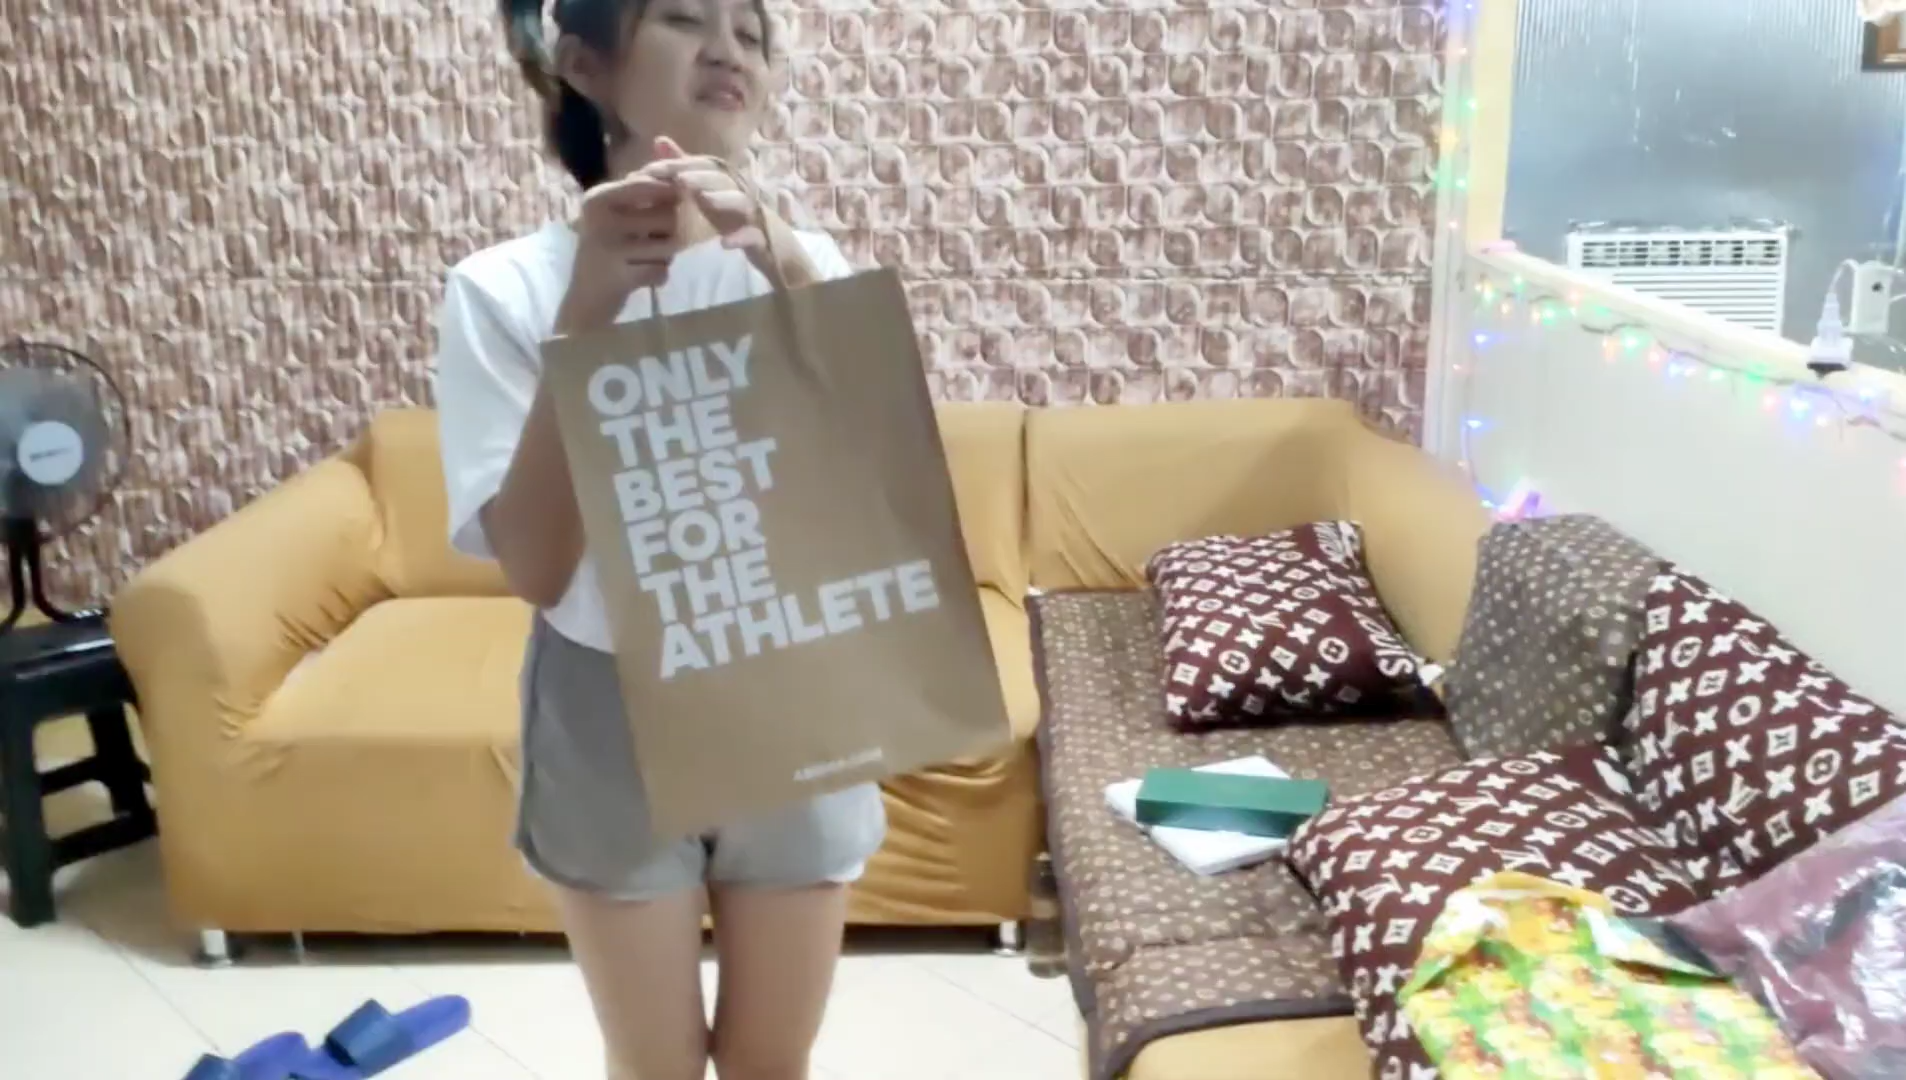 ONLY
THE
BEST
FOR
THE
ATHLETE